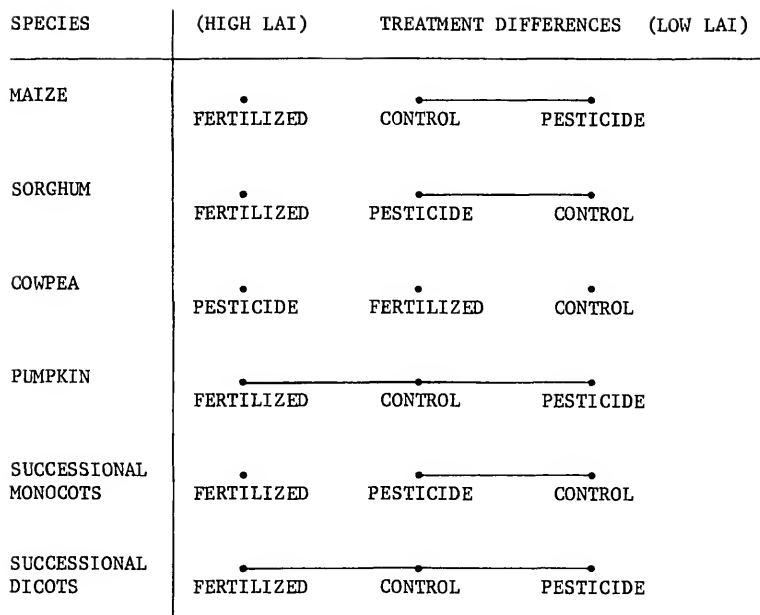 SPECIES (HIGH LAI) TREATMENT DIFFERENCES (LOW LAI)
MAIZE
FERTILIZED CONTROL PESTICIDE
SORGHUM
FERTILIZED PESTICIDE CONTROL
COWPEA
PESTICIDE FERTILIZED CONTROL
PUMPKIN
FERTILIZED CONTROL PESTICIDE
SUCCESSIONAL
MONOCOTS FERTILIZED PESTICIDE CONTROL
SUCCESSIONAL
DICOTS FERTILIZED CONTROL PESTICIDE